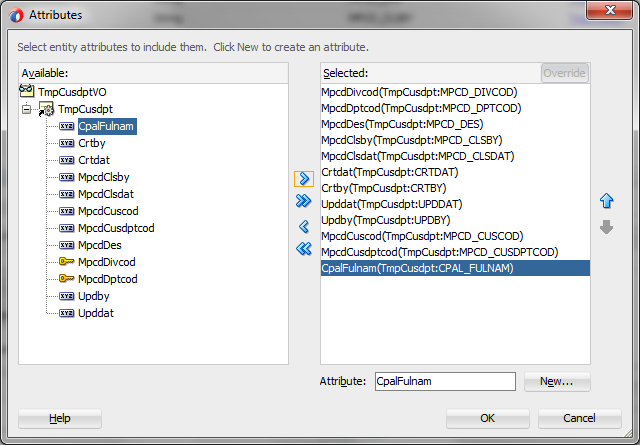 Attributes
Select entity attributes to include them. Click New to create an attribute.
Available:
TmpCusdptVO
TmpCusdpt
CpalFulnam
Crtby
Crtdat
MpcdClsby
MpcdClsdat
MpcdCuscod
MpcdCusdptcod
MpcdDes
MpcdDivcod
MpcdDptcod
Updby
Upddat
Selected:
Override
MpcdDivcod(TmpCusdpt:MPCD_DIVCOD)
MpcdDptcod(TmpCusdpt:MPCD_DPTCOD)
MpcdDes(TmpCusdpt:MPCD_DES)
MpcdClsby(TmpCusdpt:MPCD_CLSBY)
MpcdClsdat(TmpCusdpt:MPCD_CLSDAT)
Crtdat(TmpCusdpt:CRTDAT)
Crtby(TmpCusdpt:CRTBY)
Upddat(TmpCusdpt:UPDDAT)
Updby(TmpCusdpt:UPDBY)
MpcdCuscod(TmpCusdpt:MPCD_CUSCOD)
MpcdCusdptcod(TmpCusdpt:MPCD_CUSDPTCOD)
CpalFulnam(TmpCusdpt:CPAL_FULNAM)
Attribute: CpalFulnam New...
Help OK Cancel